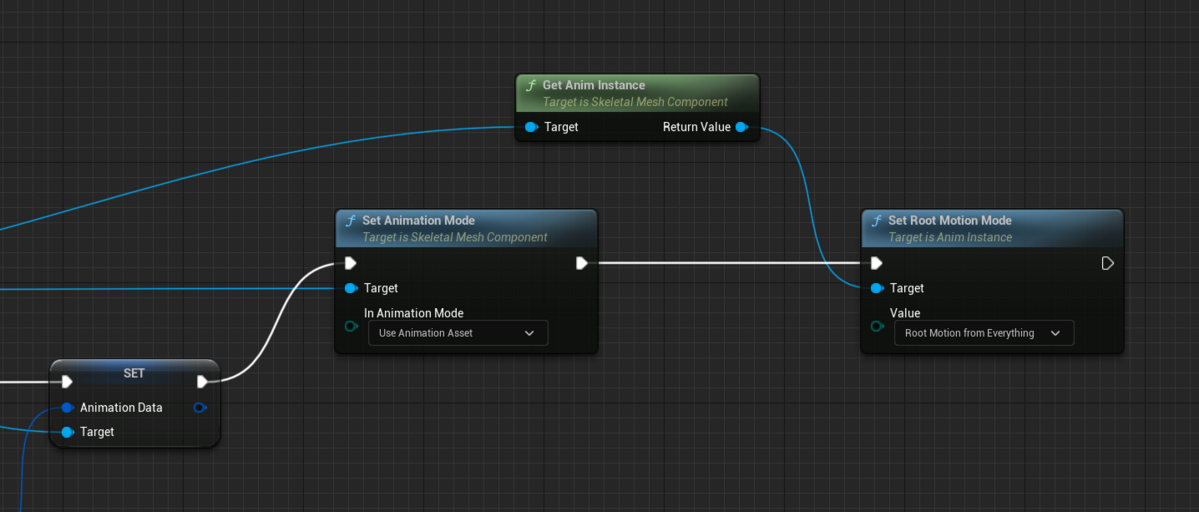 f Get Anim Instance
Target is Skeletal Mesh Component
Target Return Value
f Set Animation Mode
Target is Skeletal Mesh Component
Target
In Animation Mode
Use Animation Asset
f Set Root Motion Mode
Target is Anim Instance
Target
Value
Root Motion from Everything
SET
Animation Data
Target